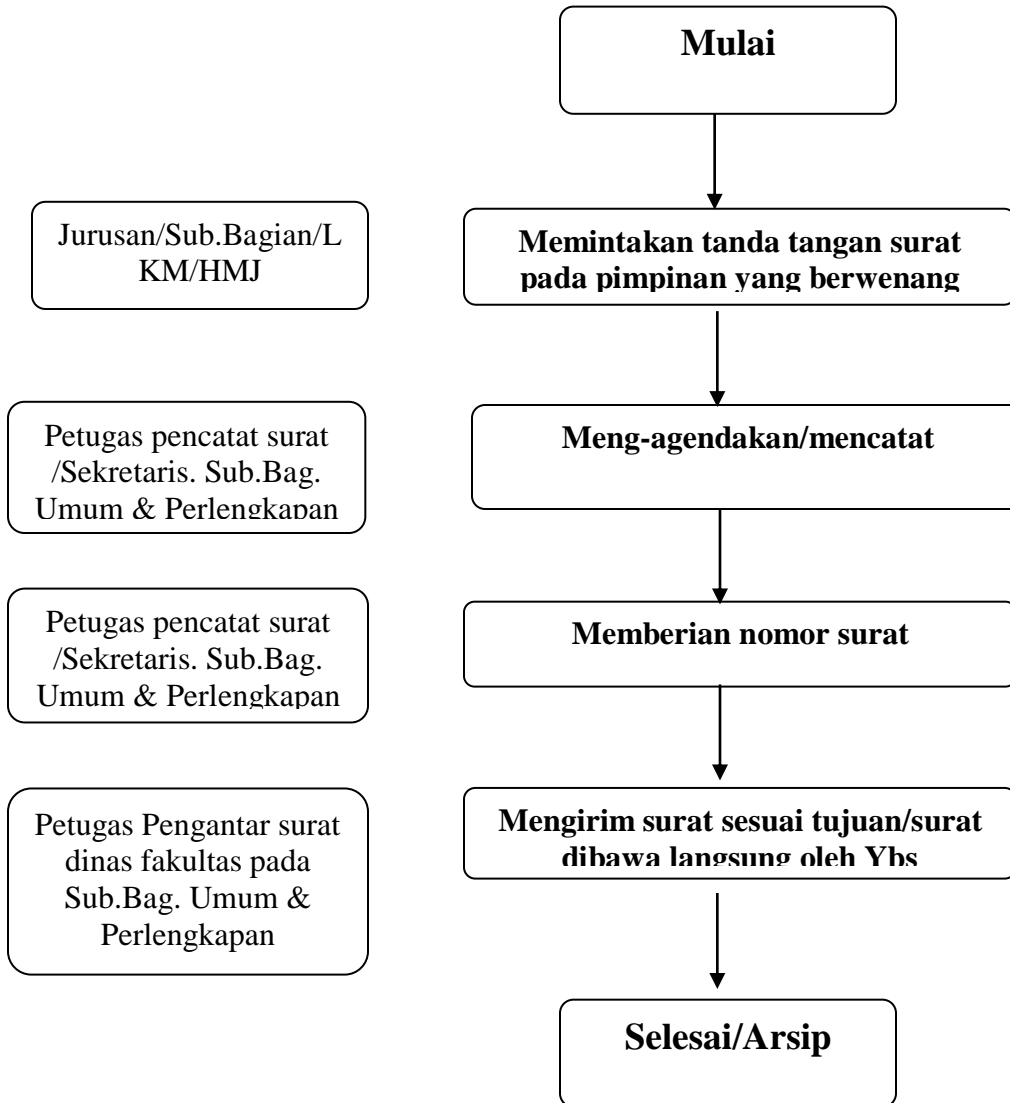 Mulai
Jurusan/Sub.Bagian/L
KM/HMJ
Memintakan tanda tangan surat
pada pimpinan yang berwenang
Petugas pencatat surat
/Sekretaris. Sub.Bag.
Umum & Perlengkapan
Meng-agendakan/mencatat
Petugas pencatat surat
/Sekretaris. Sub.Bag.
Umum & Perlengkapan
Memberian nomor surat
Petugas Pengantar surat
dinas fakultas pada
Sub.Bag. Umum &
Perlengkapan
Mengirim surat sesuai tujuan/surat
dibawa langsung oleh Ybs
Selesai/Arsip